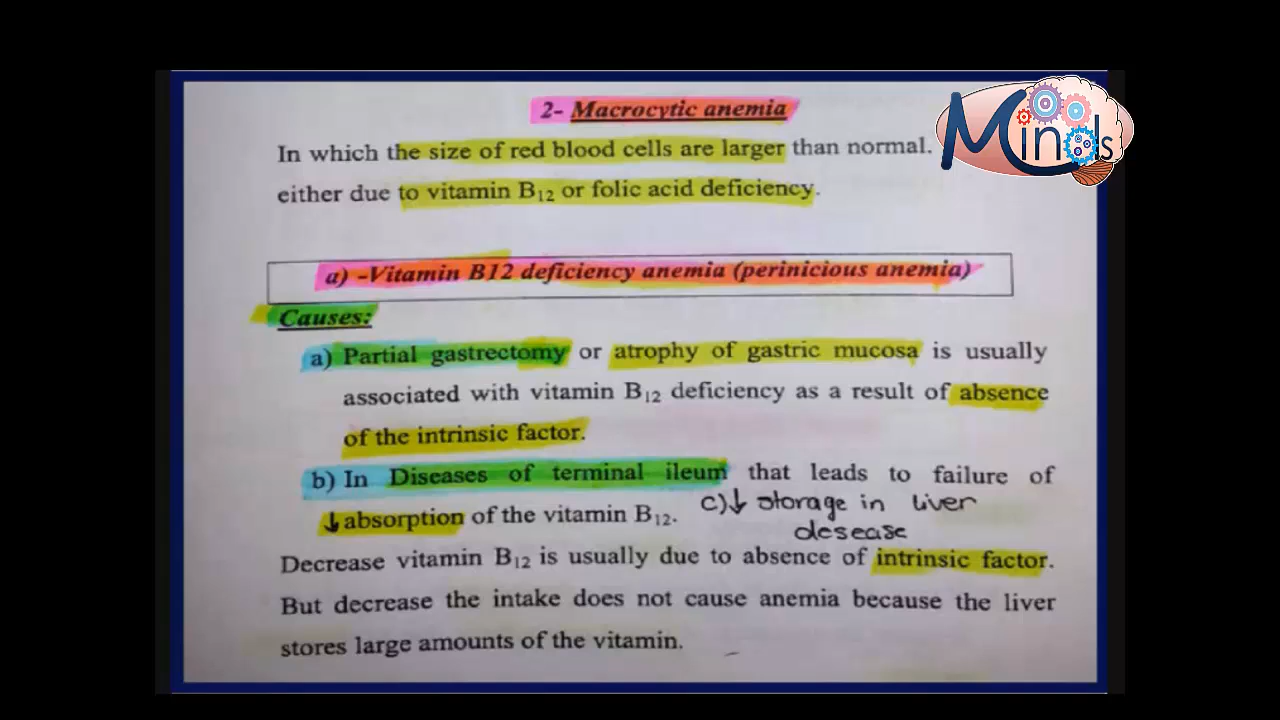 2- Macrocytic anemia
Minds
In which the size of red blood cells are larger than normal.
either due to vitamin B12 or folic acid deficiency.
a) -Vitamin B12 deficiency anemia (perinicious anemia)
Causes:
a) Partial gastrectomy or atrophy of gastric mucosa is usually
associated with vitamin B12 deficiency as a result of absence
of the intrinsic factor.
b) In Diseases of terminal ileum that leads to failure of
↓ absorption of the vitamin B12.
c) ↓ storage in liver
desease
Decrease vitamin B12 is usually due to absence of intrinsic factor.
But decrease the intake does not cause anemia because the liver
stores large amounts of the vitamin.